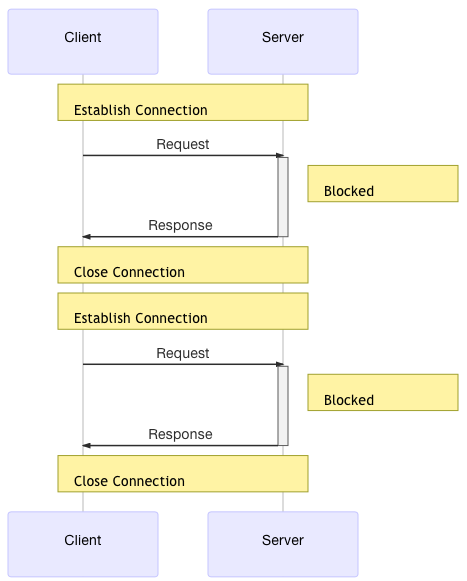 Client
Server
Establish Connection
Request
Blocked
Response
Close Connection
Establish Connection
Request
Blocked
Response
Close Connection
Client
Server